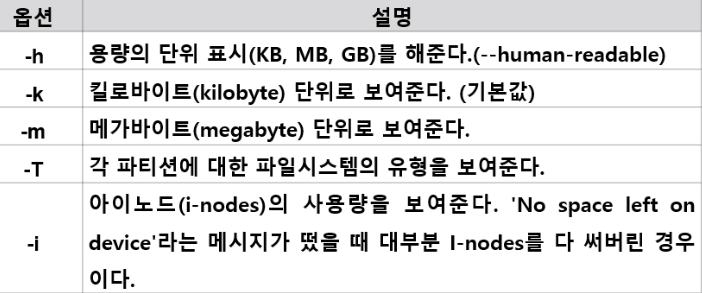 옵션 설명
-h 용량의 단위 표시(KB, MB, GB)를 해준다.(--human-readable)
-k 킬로바이트(kilobyte) 단위로 보여준다. (기본값)
-m 메가바이트(megabyte) 단위로 보여준다.
-T 각 파티션에 대한 파일시스템의 유형을 보여준다.
아이노드(i-nodes)의 사용량을 보여준다. 'No space left on
-i device'라는 메시지가 떴을 때 대부분 I-nodes를 다 써버린 경우
이다.